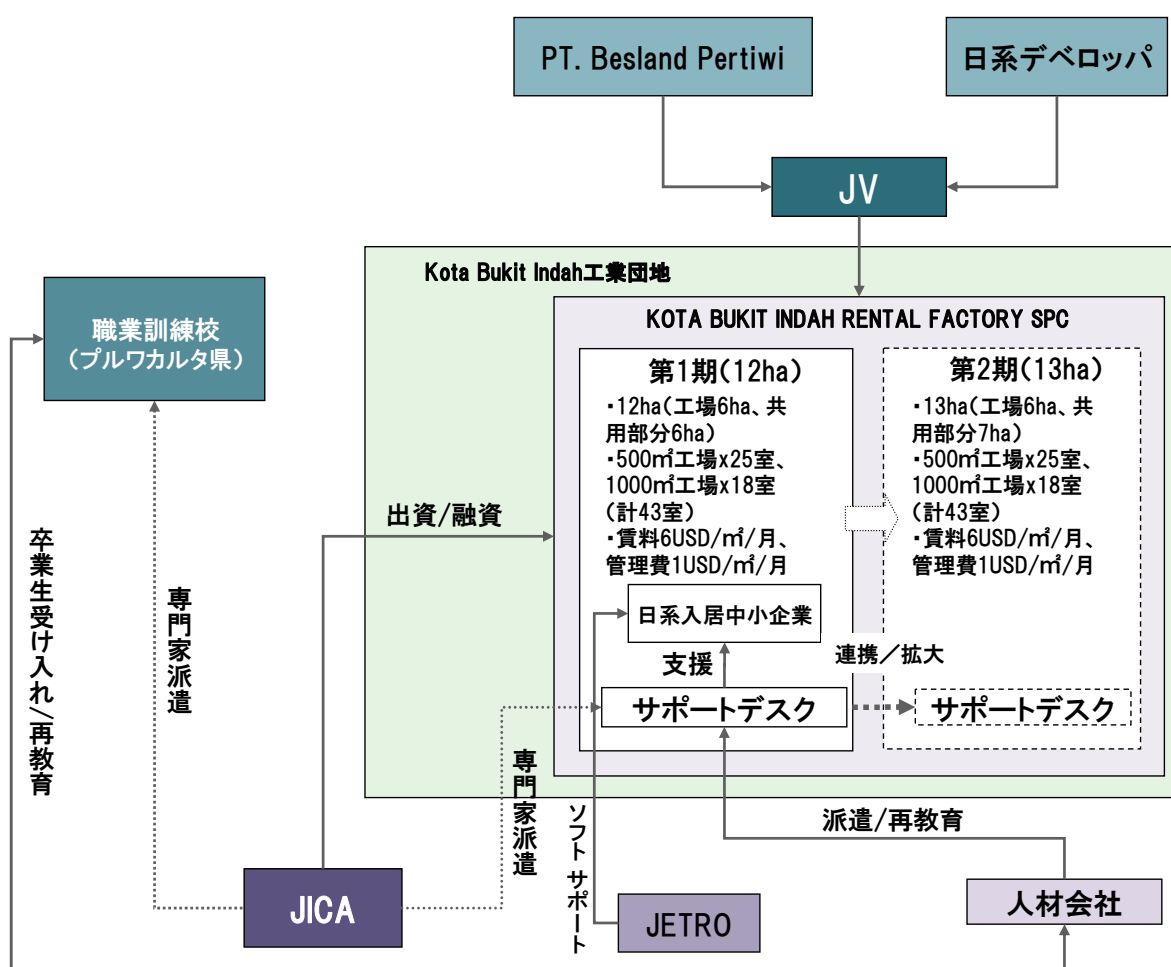 PT. Besland Pertiwi
日系デベロッパ
JV
Kota Bukit Indah工業団地
KOTA BUKIT INDAH RENTAL FACTORY SPC
職業訓練校
（プルワカルタ県）
第1期(12ha)
・12ha(工場6ha、共
用部分6ha)
・500㎡工場x25室、
1000㎡工場x18室
(計43室)
・賃料6USD/㎡/月、
管理費1USD/㎡/月
第2期(13ha)
・13ha(工場6ha、共
用部分7ha)
・500㎡工場x25室、
1000㎡工場x18室
(計43室)
・賃料6USD/㎡/月、
管理費1USD/㎡/月
出資/融資
卒業生受け入れ/再教育
専門家派遣
日系入居中小企業
支援
連携／拡大
サポートデスク
サポートデスク
専門家派遣
ソフト サポート
派遣/再教育
JICA
JETRO
人材会社